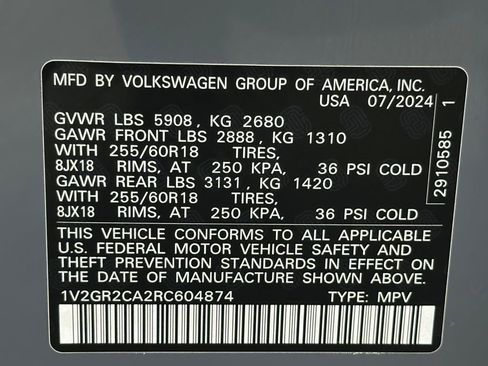 MFD BY VOLKSWAGEN GROUP OF AMERICA, INC.
USA 07/2024
GVWR LBS 5908, KG 2680
GAWR FRONT LBS 2888, KG 1310
WITH 255/60R18 TIRES,
8JX18 RIMS, AT 250 KPA, 36 PSI COLD
GAWR REAR LBS 3131, KG 1420
WITH 255/60R18 TIRES,
8JX18 RIMS, AT 250 KPA, 36 PSI COLD
THIS VEHICLE CONFORMS TO ALL APPLICABLE
U.S. FEDERAL MOTOR VEHICLE SAFETY AND
THEFT PREVENTION STANDARDS IN EFFECT ON
THE DATE OF MANUFACTURE SHOWN ABOVE.
1V2GR2CA2RC604874 TYPE: MPV
2910585 1